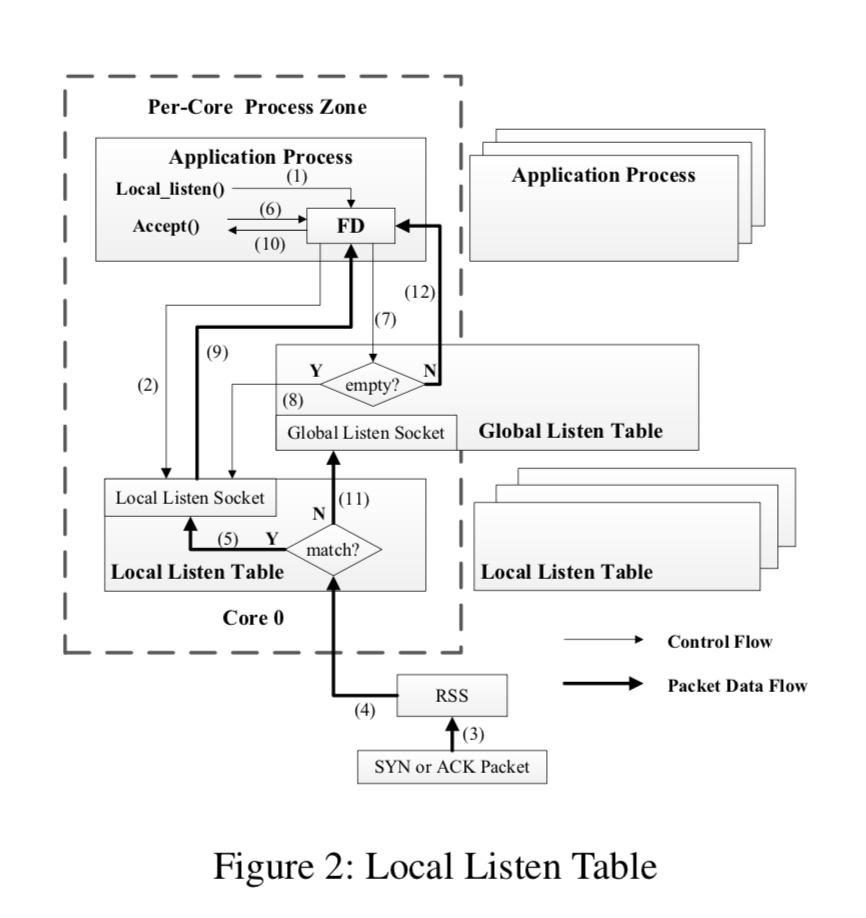 Per-Core Process Zone
Application Process
Local_listen()
(1)
Accept()
(6)
(10)
FD
Application Process
(12)
(7)
(9)
(2)
Y
N
empty?
(8)
Global Listen Socket
Global Listen Table
Local Listen Socket
(11)
N
(5)
Y
match?
Local Listen Table
Local Listen Table
Core 0
Control Flow
Packet Data Flow
RSS
(4)
(3)
SYN or ACK Packet
Figure 2: Local Listen Table